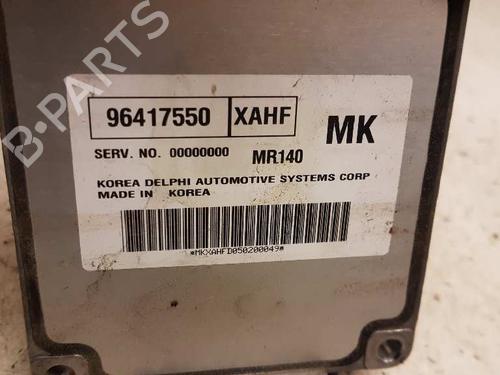 B-PARTS
96417550 XAHF MK
SERV. NO. 00000000 MR140
KOREA DELPHI AUTOMOTIVE SYSTEMS CORP
MADE IN KOREA
*MKXAHFD050200049*